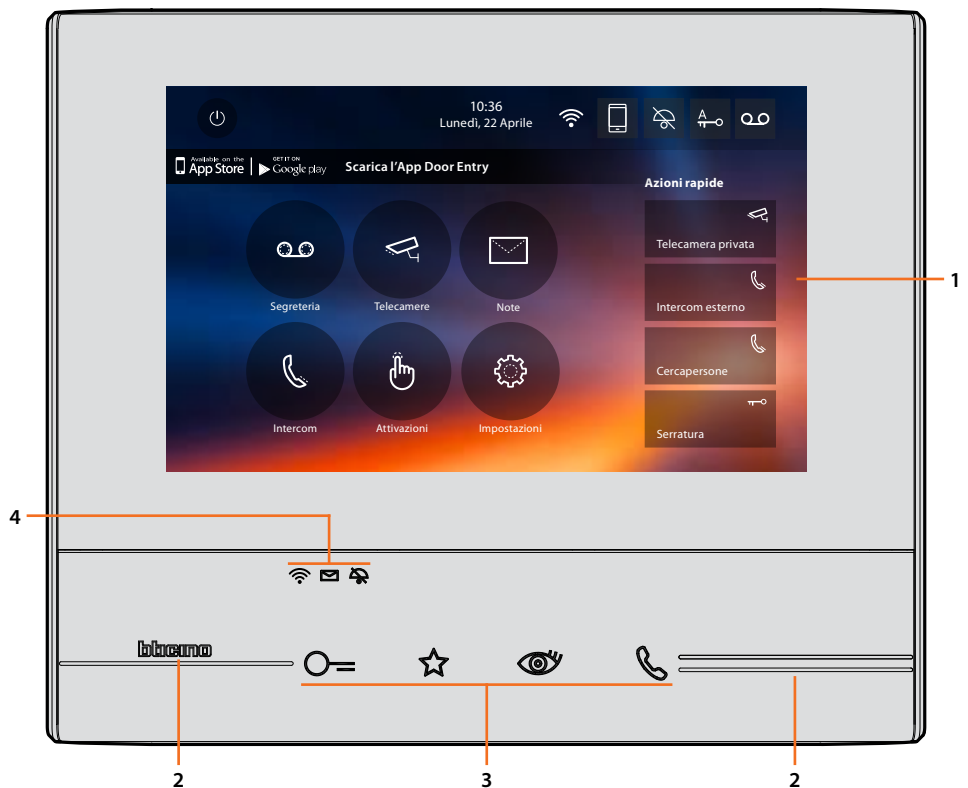 10:36
Lunedì, 22 Aprile
A
Available on the
App Store
GET IT ON
Google play
Scarica l'App Door Entry
Azioni rapide
Telecamera privata
Intercom esterno
Cercapersone
Serratura
Segreteria
Telecamere
Note
Intercom
Attivazioni
Impostazioni
1
4
bticino
2
3
2